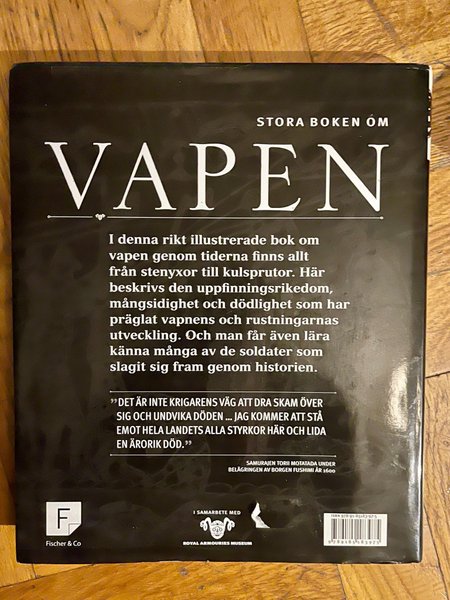 STORA BOKEN OM
VAPEN
I denna rikt illustrerade bok om
vapen genom tiderna finns allt
från stenyxor till kulsprutor. Här
beskrivs den uppfinningsrikedom,
mångsidighet och dödlighet som har
präglat vapnens och rustningarnas
utveckling. Och man får även lära
känna många av de soldater som
slagit sig fram genom historien.
”DET ÄR INTE KRIGARENS VÄG ATT DRA SKAM ÖVER
SIG OCH UNDVIKA DÖDEN ... JAG KOMMER ATT STÅ
EMOT HELA LANDETS ALLA STYRKOR HÄR OCH LIDA
EN ÄRORIK DÖD.”
SAMURAJEN TORII MOTATADA UNDER
BELÄGRINGEN AV BORGEN FUSHIMI ÅR 1600
F
Fischer & Co
I SAMARBETE MED
ROYAL ARMOURIES MUSEUM